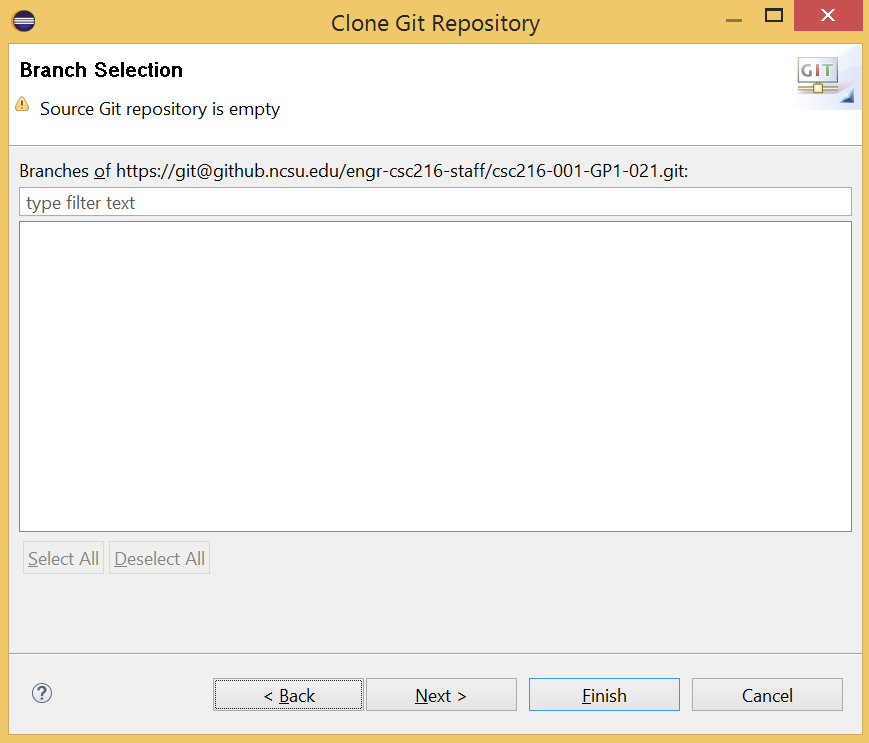 Clone Git Repository
Branch Selection
GIT
Source Git repository is empty
Branches of https://git@github.ncsu.edu/engr-csc216-staff/csc216-001-GP1-021.git:
type filter text
Select All Deselect All
< Back Next > Finish Cancel